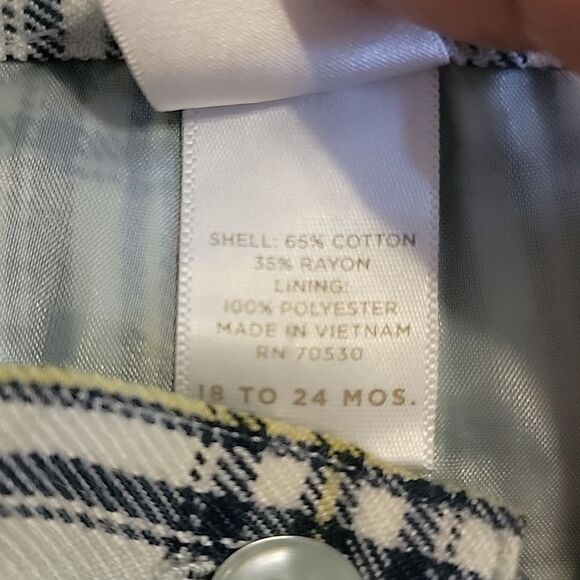 SHELL: 65% COTTON
35% RAYON
LINING:
100% POLYESTER
MADE IN VIETNAM
RN 70530
18 TO 24 MOS.